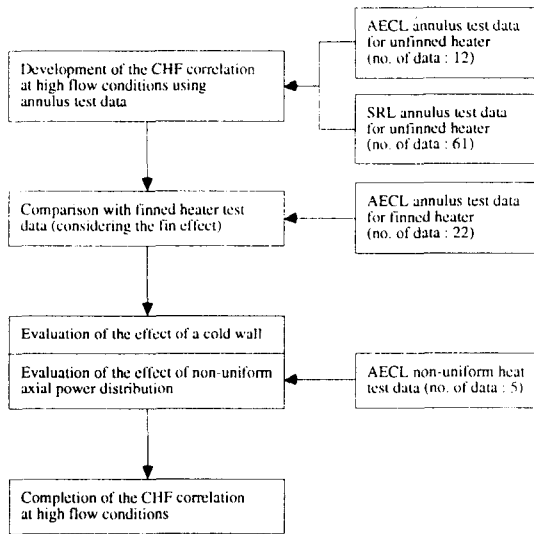 AECL annulus test data
for unfinned heater
(no. of data : 12)
Development of the CHF correlation
at high flow conditions using
annulus test data
SRL annulus test data
for unfinned heater
(no. of data : 61)
Comparison with finned heater test
data (considering the fin effect)
AECL annulus test data
for finned heater
(no. of data : 22)
Evaluation of the effect of a cold wall
Evaluation of the effect of non-uniform
axial power distribution
AECL non-uniform heat
test data (no. of data : 5)
Completion of the CHF correlation
at high flow conditions